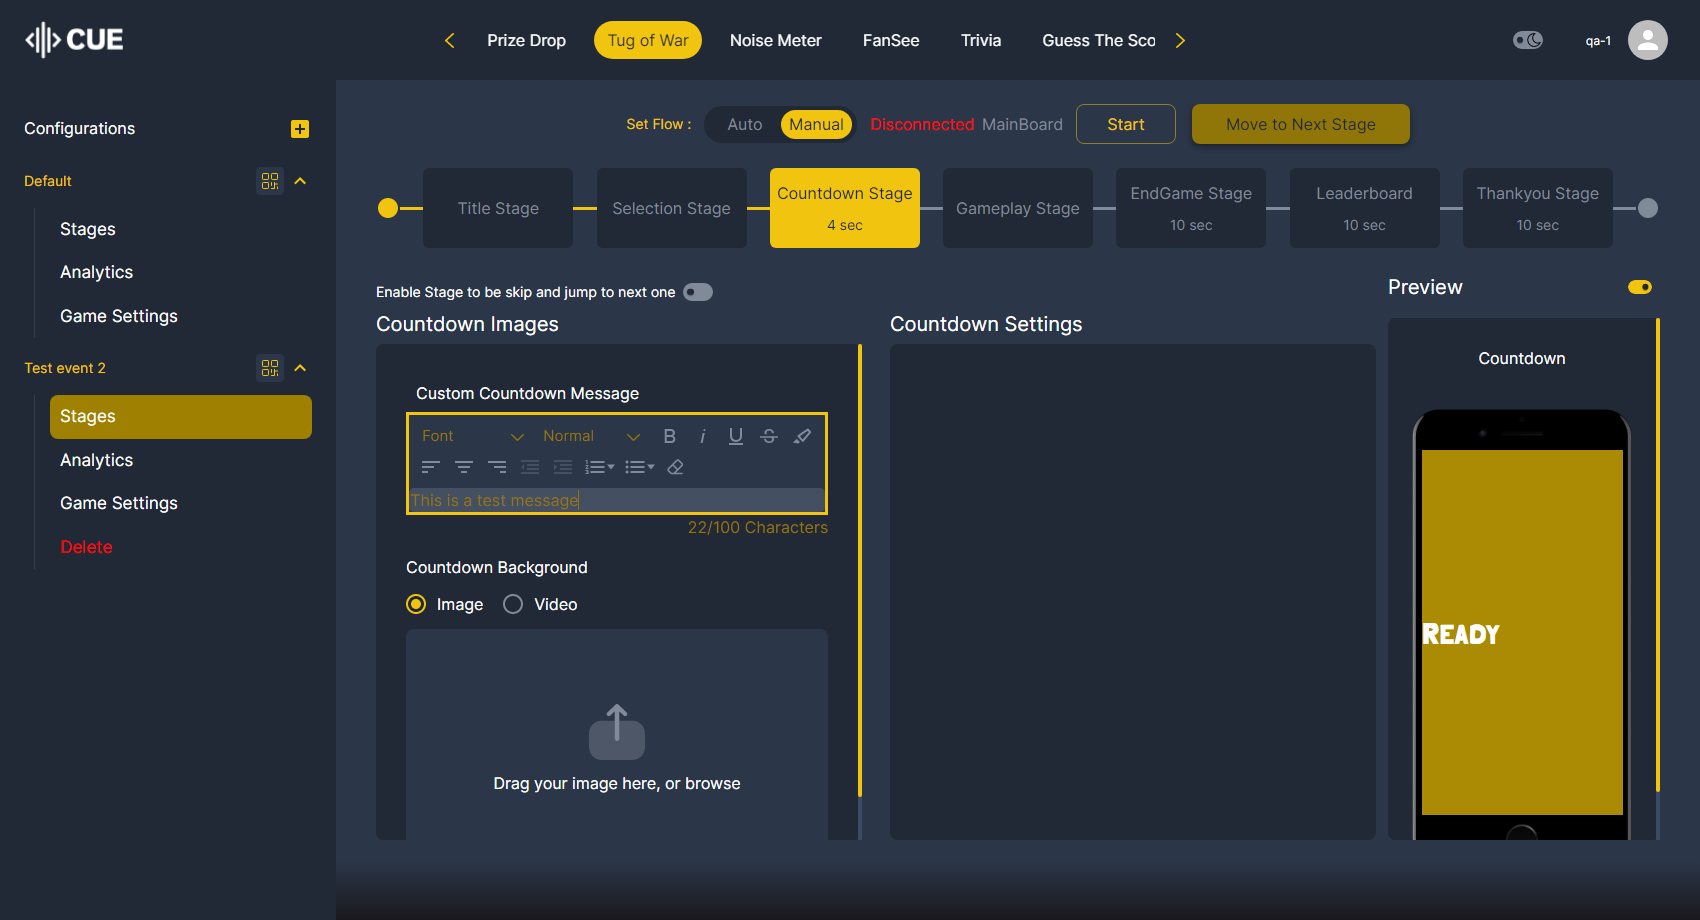 CUE
Prize Drop
Tug of War
Noise Meter
FanSee
Trivia
Guess The Sco
qa-1
Configurations
Default
Stages
Analytics
Game Settings
Test event 2
Stages
Analytics
Game Settings
Delete
Set Flow :
Auto
Manual
Disconnected MainBoard
Start
Move to Next Stage
Title Stage
Selection Stage
Countdown Stage
4 sec
Gameplay Stage
EndGame Stage
10 sec
Leaderboard
10 sec
Thankyou Stage
10 sec
Enable Stage to be skip and jump to next one
Countdown Images
Custom Countdown Message
Font
Normal
B i U S
This is a test message
22/100 Characters
Countdown Background
Image
Video
Drag your image here, or browse
Countdown Settings
Preview
Countdown
READY